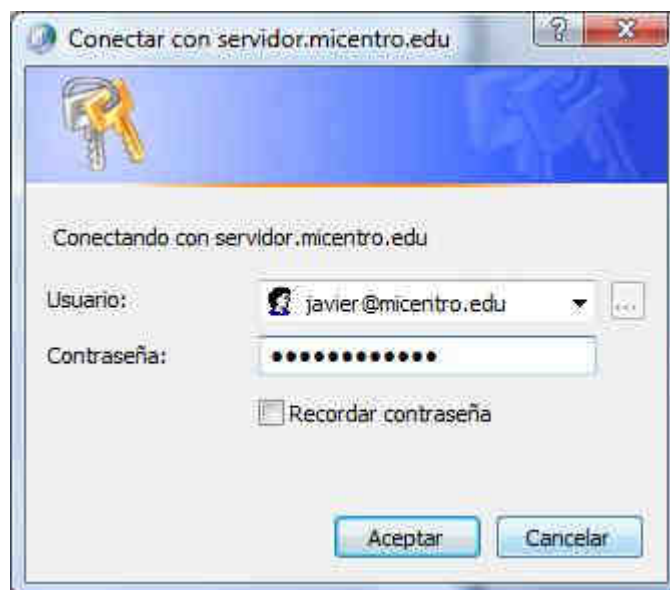 Conectar con servidor.micentro.edu
Conectando con servidor.micentro.edu
Usuario: javier@micentro.edu ...
Contraseña: ••••••••••••
Recordar contraseña
Aceptar Cancelar